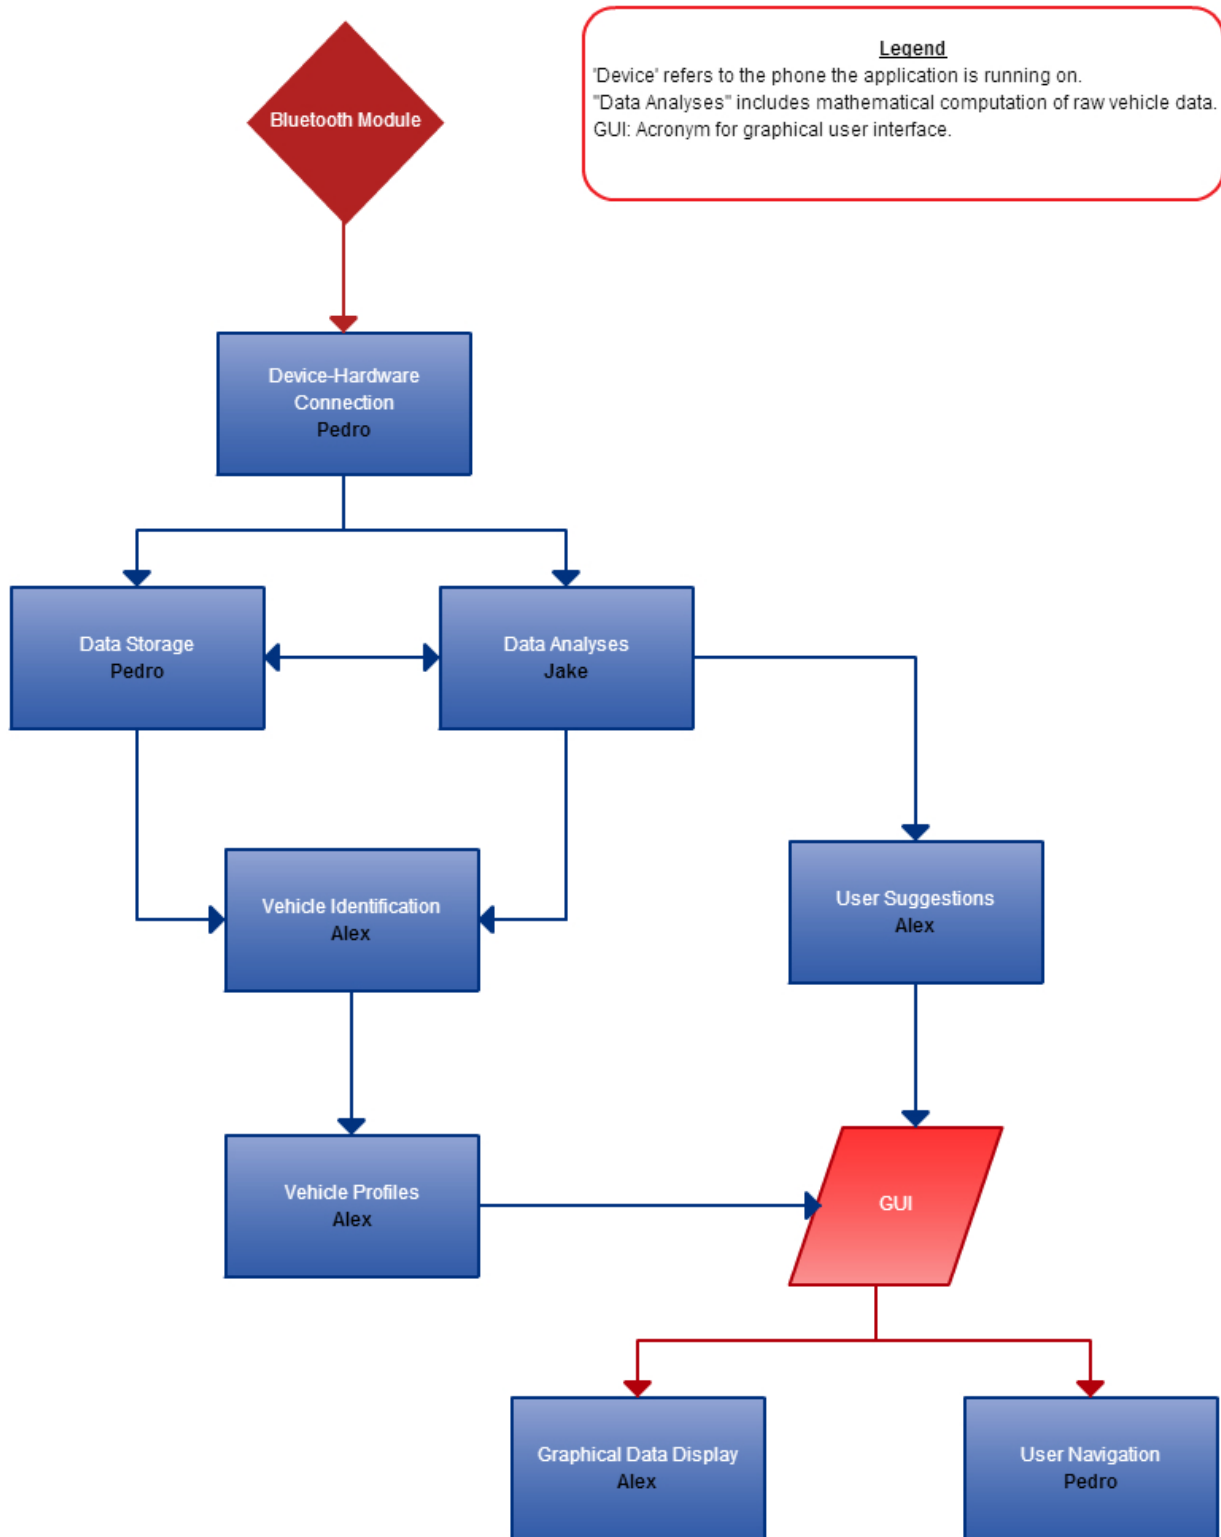 Bluetooth Module
Legend
'Device' refers to the phone the application is running on.
"Data Analyses" includes mathematical computation of raw vehicle data.
GUI: Acronym for graphical user interface.
Device-Hardware
Connection
Pedro
Data Storage
Pedro
Data Analyses
Jake
Vehicle Identification
Alex
User Suggestions
Alex
Vehicle Profiles
Alex
GUI
Graphical Data Display
Alex
User Navigation
Pedro